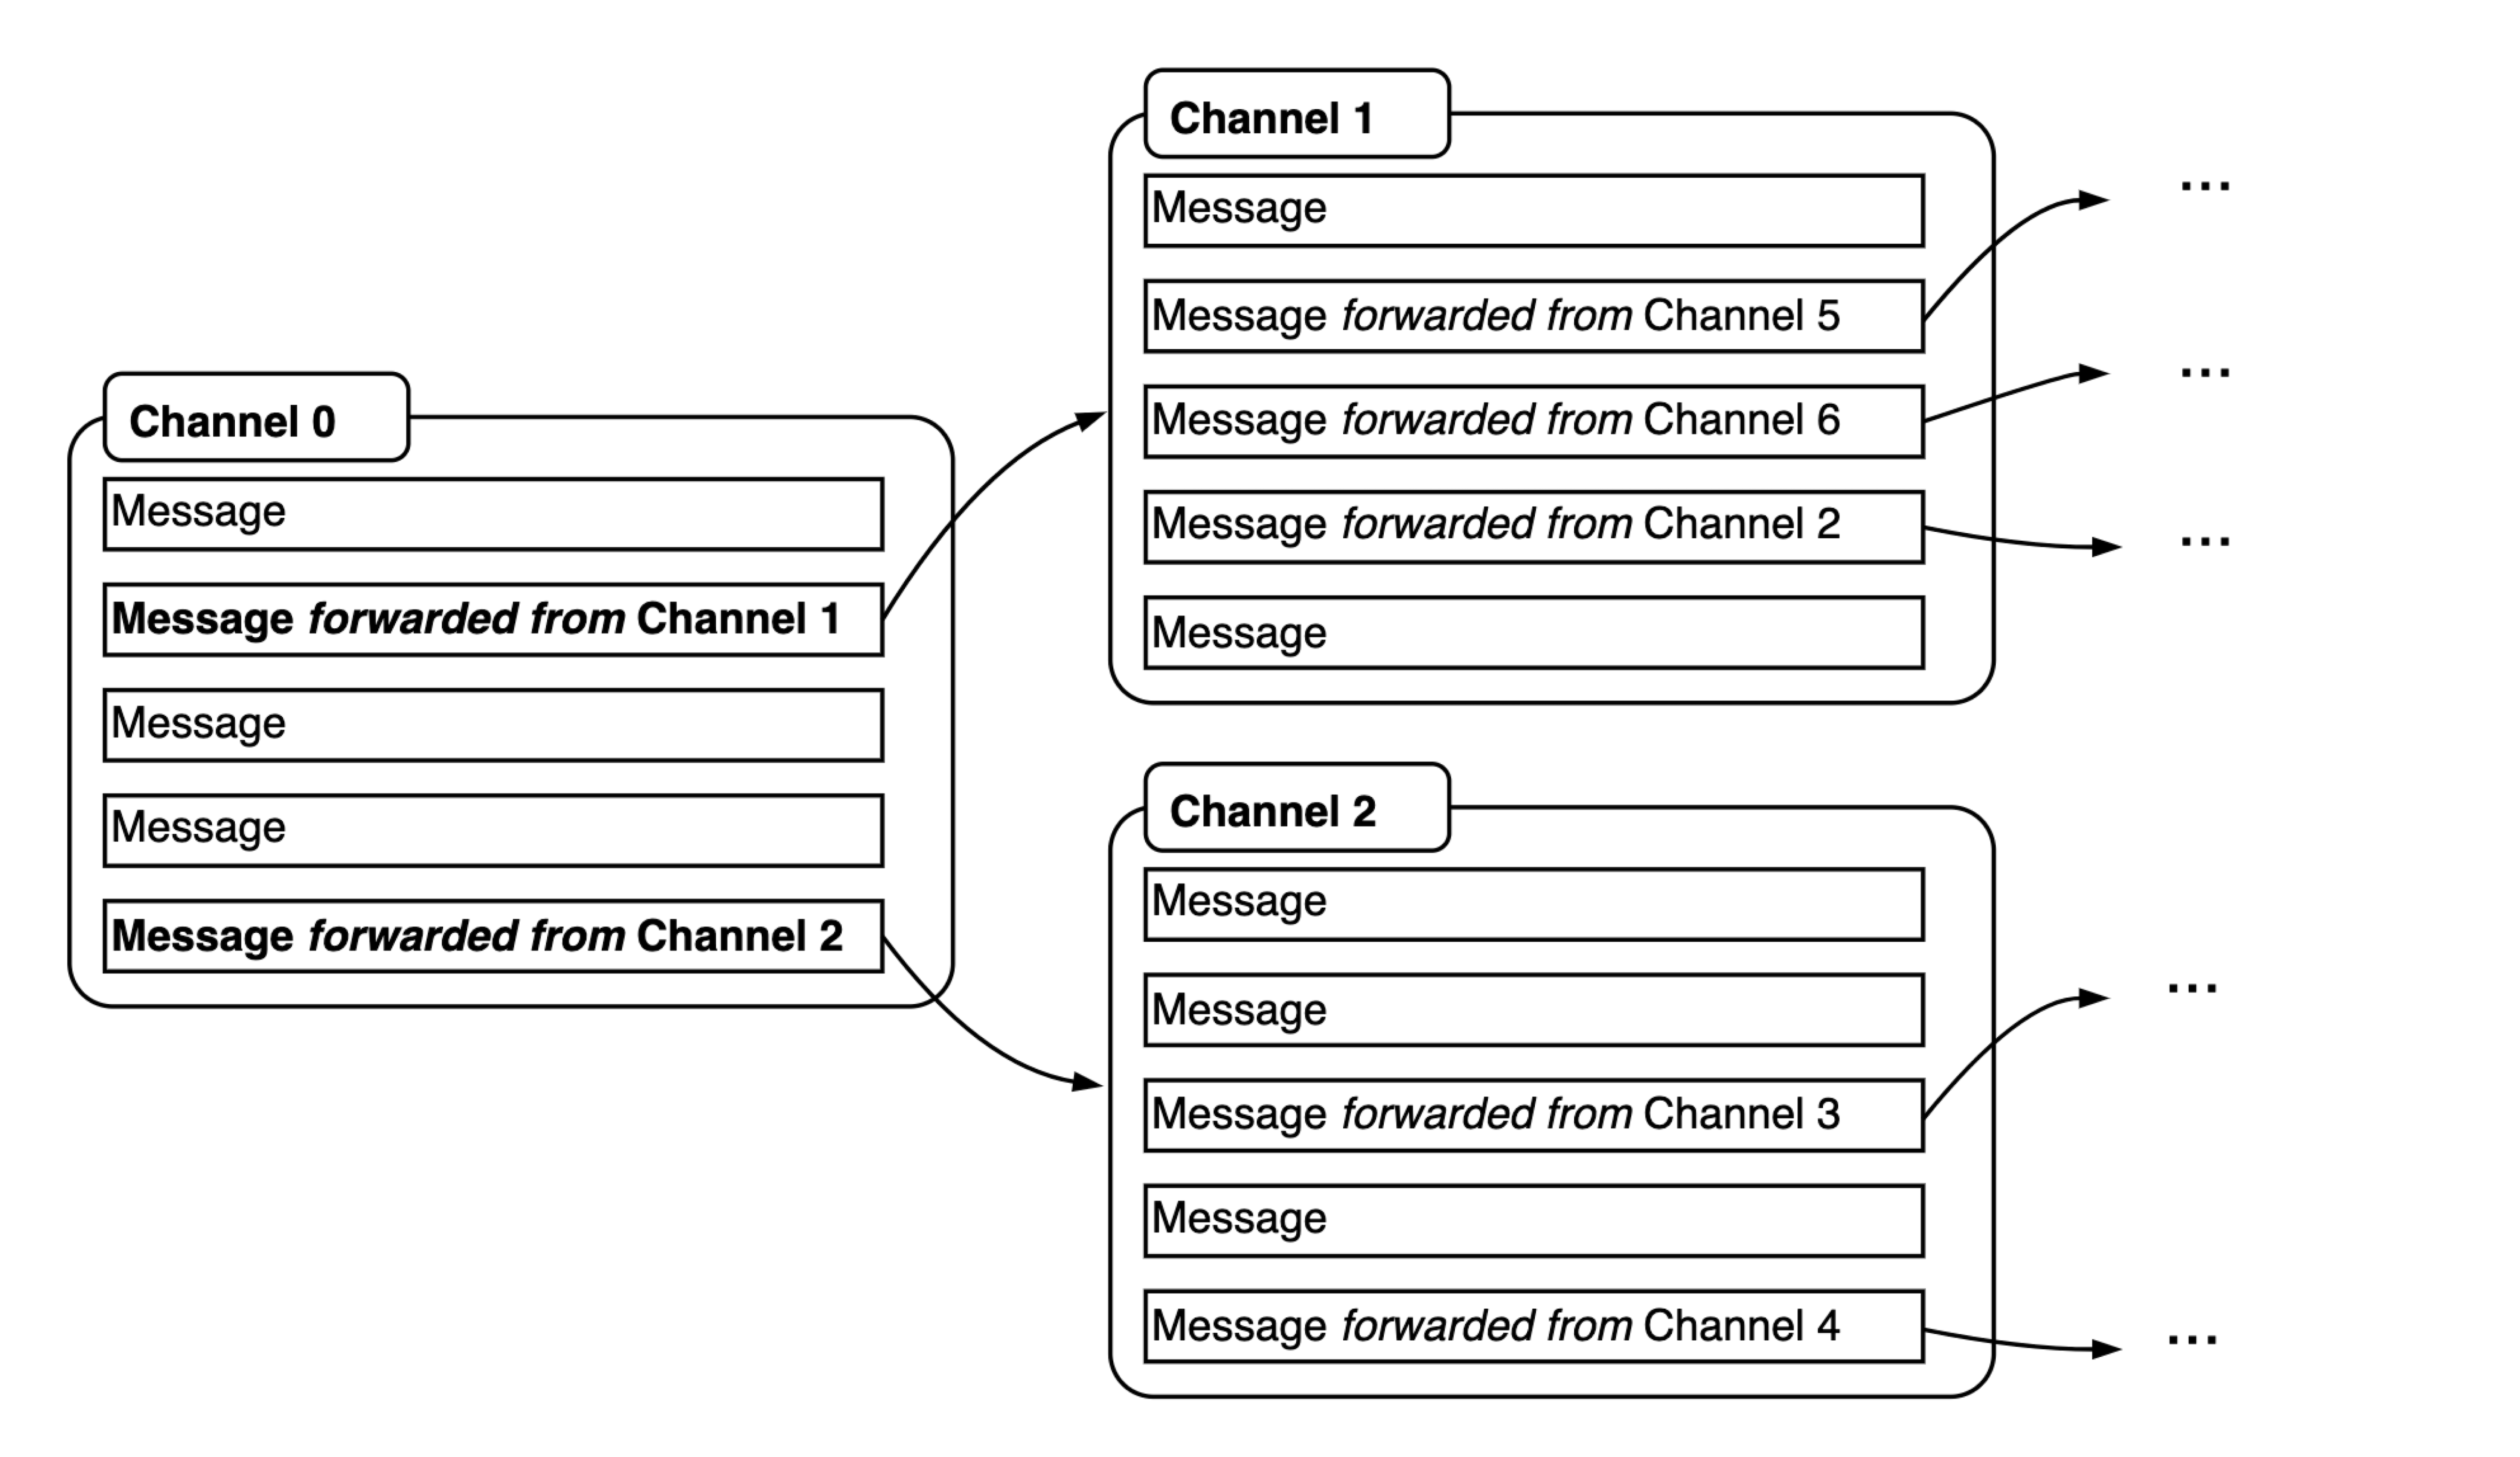 Channel 0
Message
Message forwarded from Channel 1
Message
Message
Message forwarded from Channel 2
Channel 1
Message
Message forwarded from Channel 5
Message forwarded from Channel 6
Message forwarded from Channel 2
Message
...
...
...
Channel 2
Message
Message
Message forwarded from Channel 3
Message
Message forwarded from Channel 4
...
...